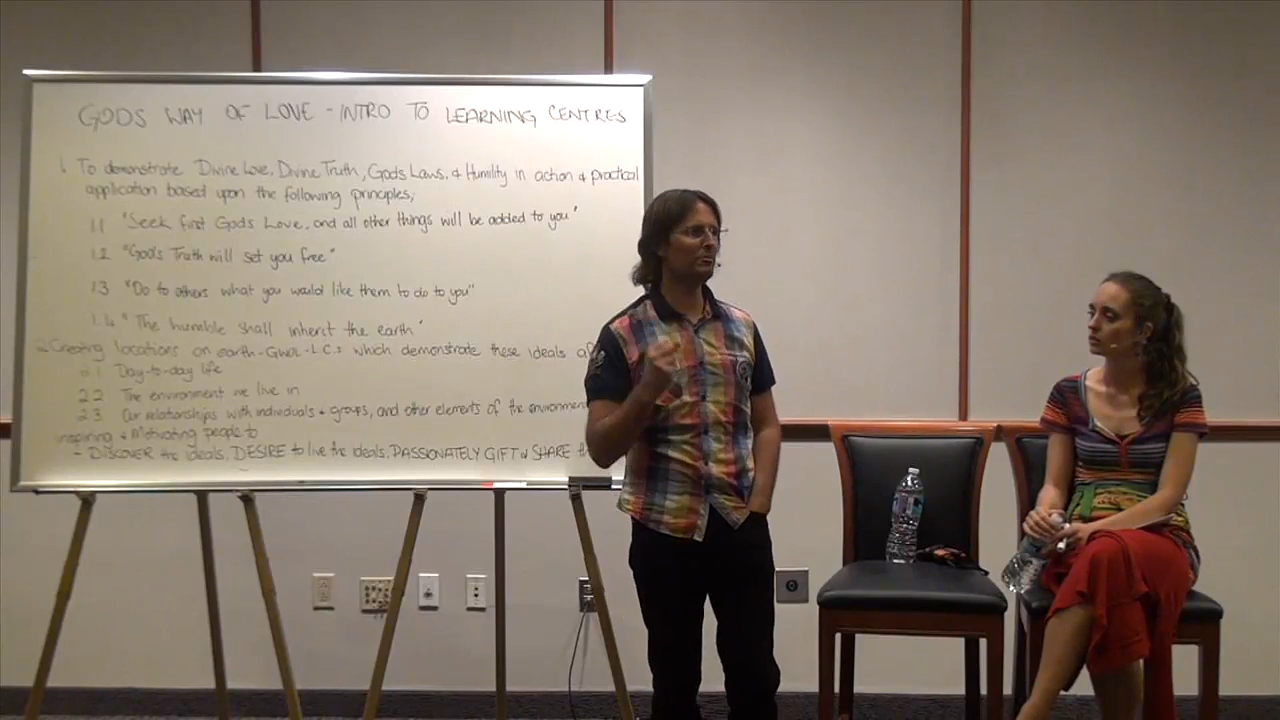 GODS WAY OF LOVE - INTRO TO LEARNING CENTRES
1. To demonstrate Divine Love, Divine Truth, Gods Laws, & Humility in action & practical
application based upon the following principles;
1.1 "Seek first Gods Love, and all other things will be added to you"
1.2 "God's Truth will set you free"
1.3 "Do to others what you would like them to do to you"
1.4 "The humble shall inherit the earth"
2. Creating locations on earth - GWOL - L.C.s which demonstrate these ideals
2.1 Day-to-day life
2.2 The environment we live in
2.3 Our relationships with individuals & groups, and other elements of the environment
Inspiring & Motivating people to
- DISCOVER the ideals, DESIRE to live the ideals, PASSIONATELY GIFT & SHARE